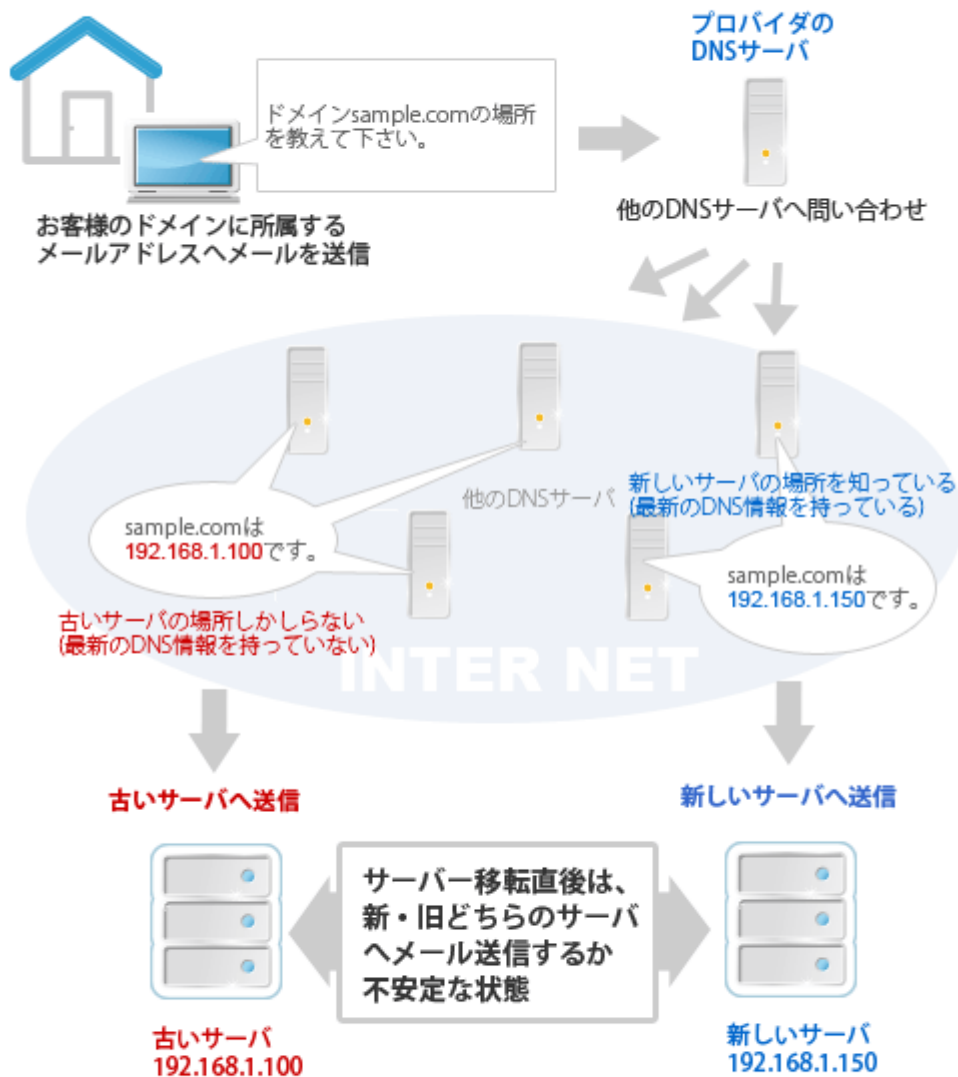 プロバイダの
DNSサーバ
ドメインsample.comの場所
を教えて下さい。
他のDNSサーバへ問い合わせ
お客様のドメインに所属する
メールアドレスへメールを送信
他のDNSサーバ
新しいサーバの場所を知っている
(最新のDNS情報を持っている)
sample.comは
192.168.1.100です。
sample.comは
192.168.1.150です。
古いサーバの場所しかしらない
(最新のDNS情報を持っていない)
INTER NET
古いサーバへ送信
新しいサーバへ送信
サーバー移転直後は、
新・旧どちらのサーバ
へメール送信するか
不安定な状態
古いサーバ
192.168.1.100
新しいサーバ
192.168.1.150